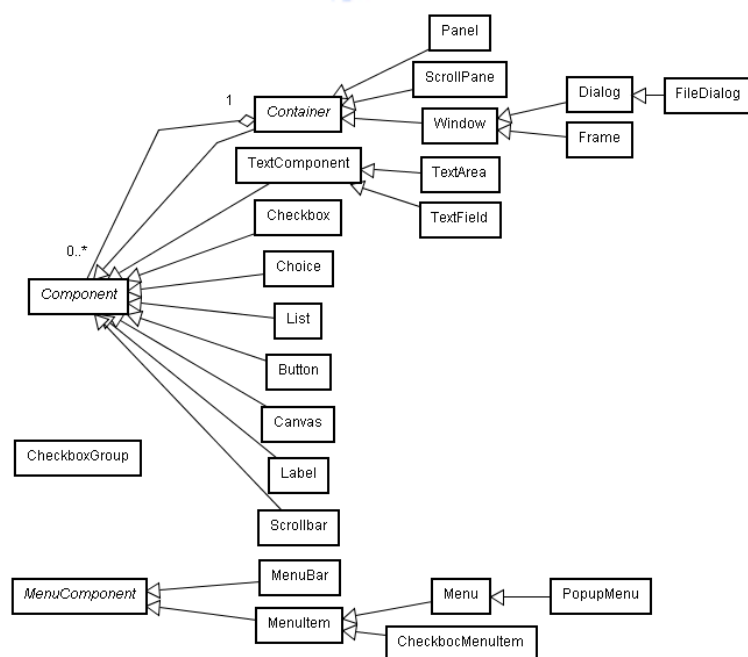 Panel
ScrollPane
1
Container
Dialog
FileDialog
Window
Frame
TextComponent
TextArea
Checkbox
TextField
0..*
Choice
Component
List
Button
Canvas
CheckboxGroup
Label
Scrollbar
MenuBar
MenuComponent
Menu
PopupMenu
MenuItem
CheckbocMenuItem